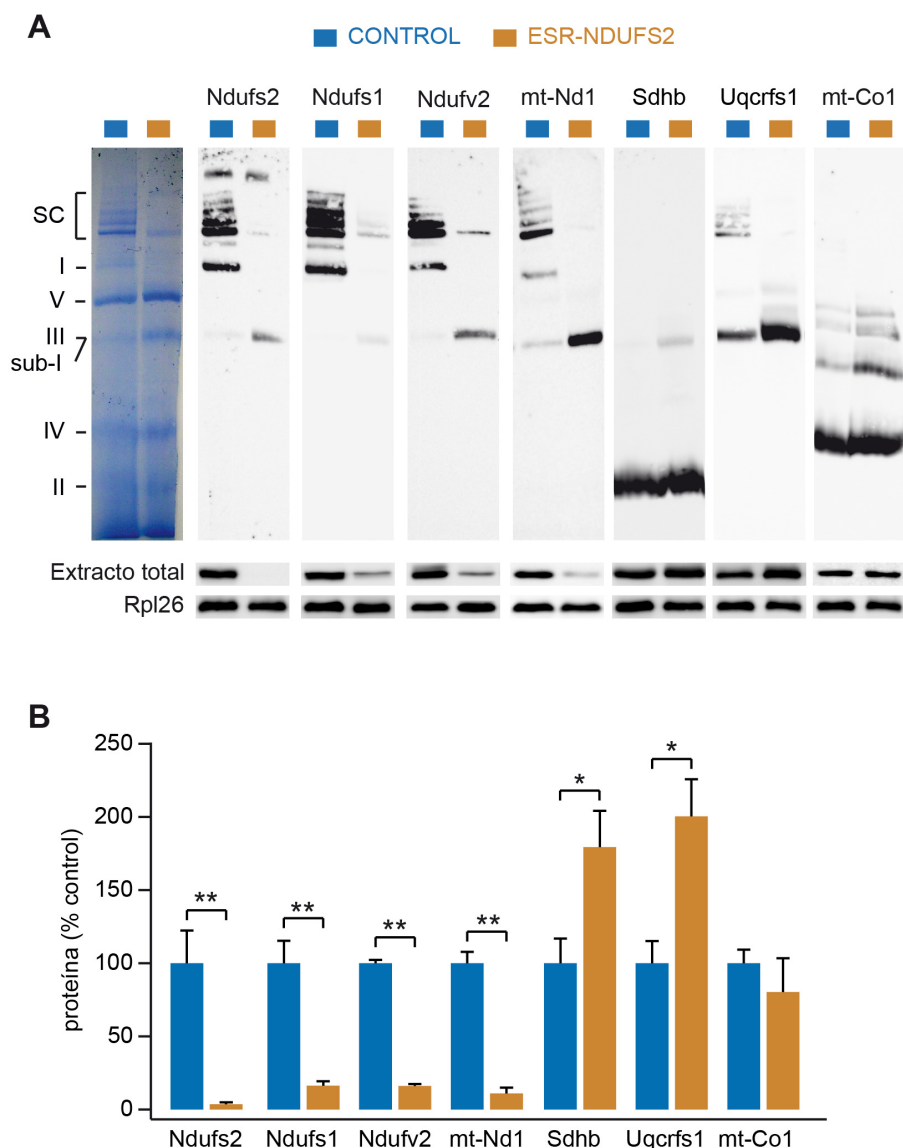 A
CONTROL ESR-NDUFS2
Ndufs2 Ndufs1 Ndufv2 mt-Nd1 Sdhb Uqcrfs1 mt-Co1
SC
I
V
III
sub-I
IV
II
Extracto total
Rpl26
B
250
200
150
100
50
0
proteína (% control)
** ** ** ** * *
Ndufs2 Ndufs1 Ndufv2 mt-Nd1 Sdhb Uqcrfs1 mt-Co1